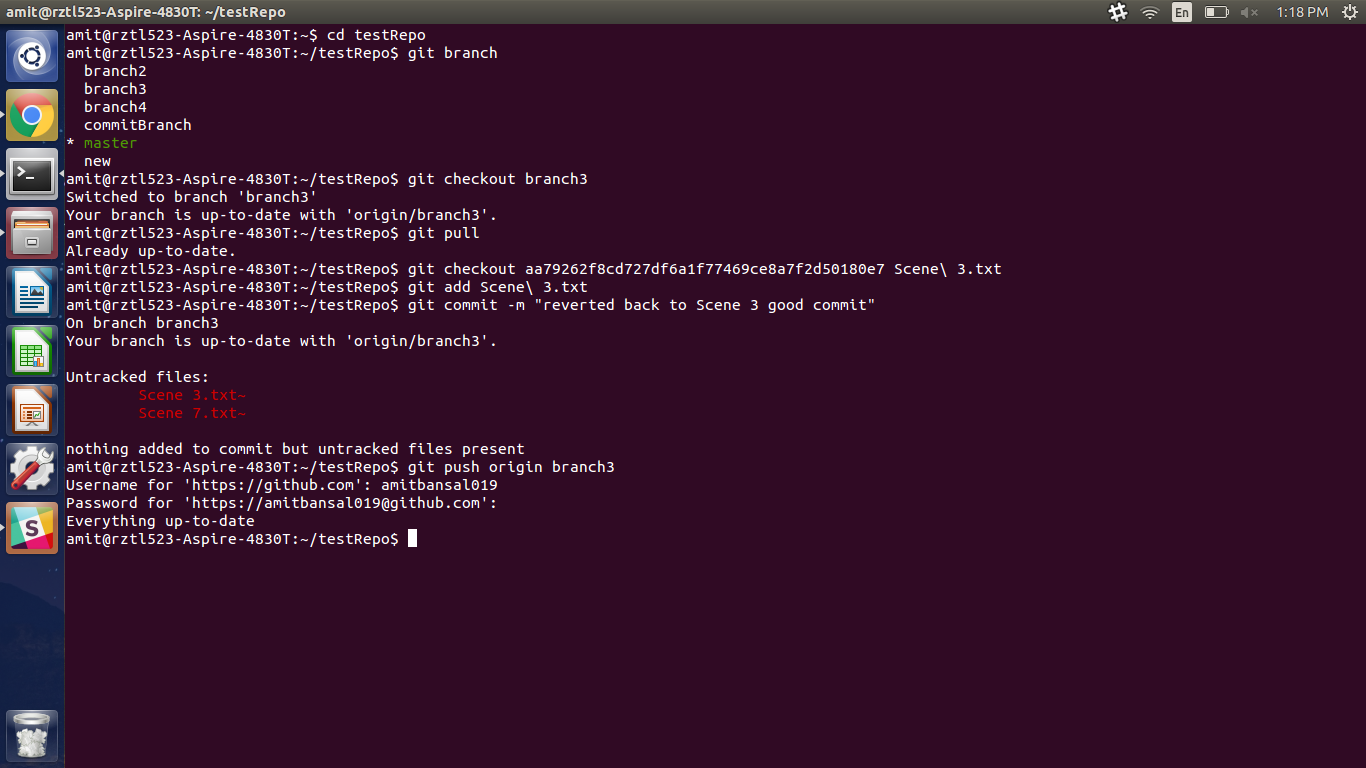 amit@rztl523-Aspire-4830T: ~/testRepo
En
1:18 PM
amit@rztl523-Aspire-4830T:~$ cd testRepo
amit@rztl523-Aspire-4830T:~/testRepo$ git branch
  branch2
  branch3
  branch4
  commitBranch
* master
  new
amit@rztl523-Aspire-4830T:~/testRepo$ git checkout branch3
Switched to branch 'branch3'
Your branch is up-to-date with 'origin/branch3'.
amit@rztl523-Aspire-4830T:~/testRepo$ git pull
Already up-to-date.
amit@rztl523-Aspire-4830T:~/testRepo$ git checkout aa79262f8cd727df6a1f77469ce8a7f2d50180e7 Scene\ 3.txt
amit@rztl523-Aspire-4830T:~/testRepo$ git add Scene\ 3.txt
amit@rztl523-Aspire-4830T:~/testRepo$ git commit -m "reverted back to Scene 3 good commit"
On branch branch3
Your branch is up-to-date with 'origin/branch3'.
Untracked files:
        Scene 3.txt~
        Scene 7.txt~
nothing added to commit but untracked files present
amit@rztl523-Aspire-4830T:~/testRepo$ git push origin branch3
Username for 'https://github.com': amitbansal019
Password for 'https://amitbansal019@github.com':
Everything up-to-date
amit@rztl523-Aspire-4830T:~/testRepo$